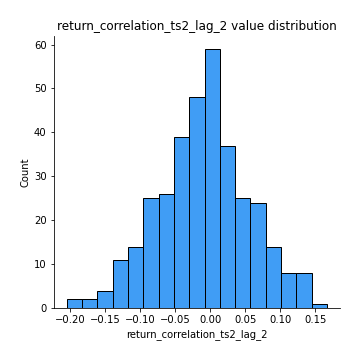 return_correlation_ts2_lag_2 value distribution
60
50
40
30
20
10
0
Count
−0.20 −0.15 −0.10 −0.05 0.00 0.05 0.10 0.15
return_correlation_ts2_lag_2